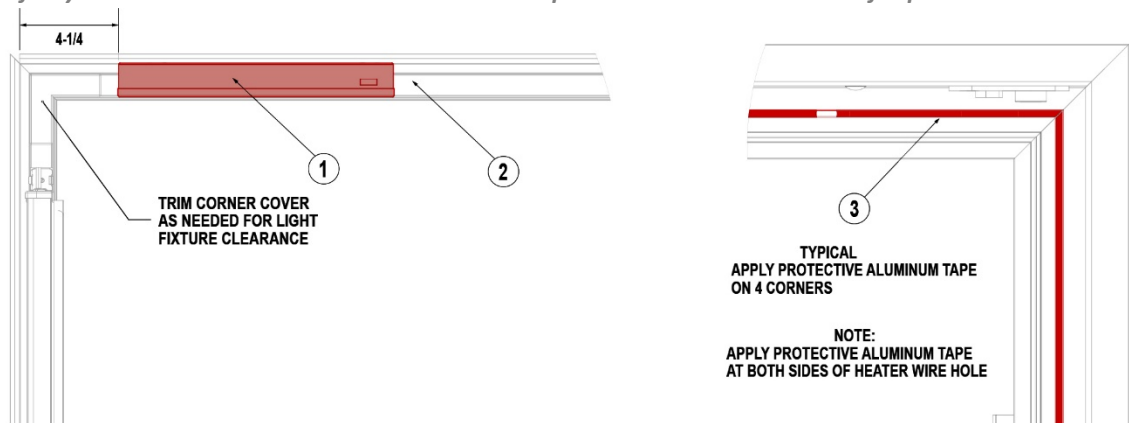 4-1/4
1
2
TRIM CORNER COVER
AS NEEDED FOR LIGHT
FIXTURE CLEARANCE
3
TYPICAL
APPLY PROTECTIVE ALUMINUM TAPE
ON 4 CORNERS
NOTE:
APPLY PROTECTIVE ALUMINUM TAPE
AT BOTH SIDES OF HEATER WIRE HOLE